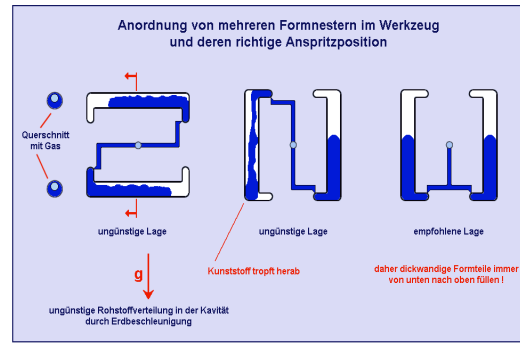 Anordnung von mehreren Formnestern im Werkzeug
und deren richtige Anspritzposition
Querschnitt
mit Gas
ungünstige Lage
ungünstige Lage
empfohlene Lage
g
Kunststoff tropft herab
daher dickwandige Formteile immer
von unten nach oben füllen !
ungünstige Rohstoffverteilung in der Kavität
durch Erdbeschleunigung